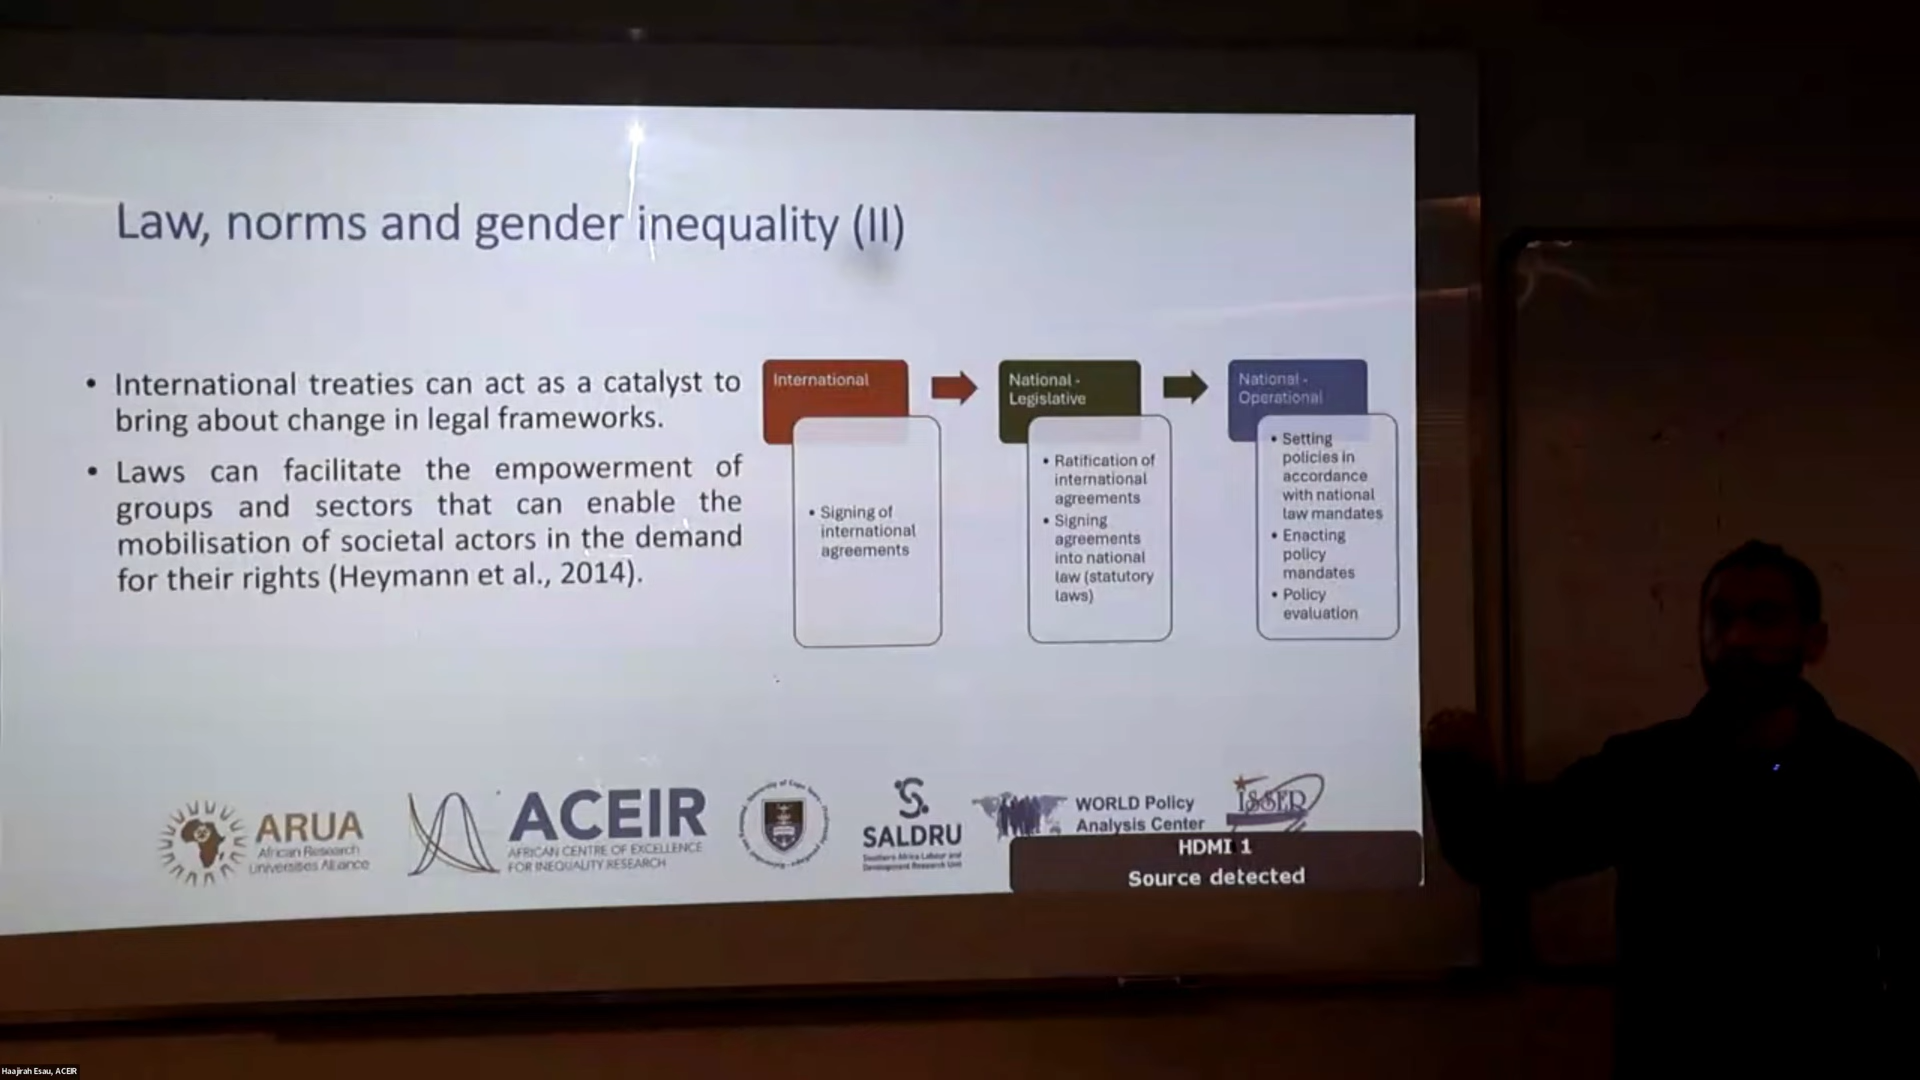 Law, norms and gender inequality (II)
• International treaties can act as a catalyst to
bring about change in legal frameworks.
• Laws can facilitate the empowerment of
groups and sectors that can enable the
mobilisation of societal actors in the demand
for their rights (Heymann et al., 2014).
International
• Signing of
international
agreements
National -
Legislative
• Ratification of
international
agreements
• Signing
agreements
into national
law (statutory
laws)
National -
Operational
• Setting
policies in
accordance
with national
law mandates
• Enacting
policy
mandates
• Policy
evaluation
ARUA
African Research
Universities Alliance
ACEIR
AFRICAN CENTRE OF EXCELLENCE
FOR INEQUALITY RESEARCH
University of Cape Town
SALDRU
Southern Africa Labour and
Development Research Unit
WORLD Policy
Analysis Center
ISSER
HDMI 1
Source detected
Haajirah Esau, ACEIR